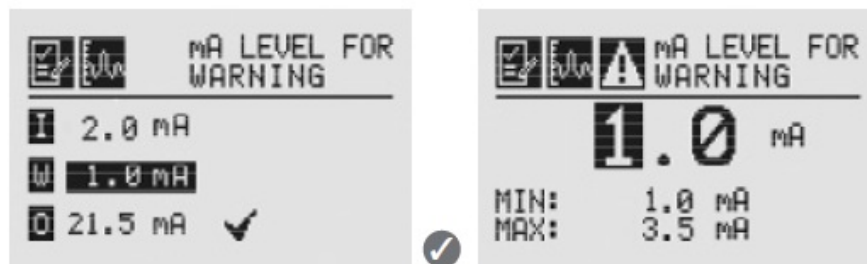 mA LEVEL FOR
WARNING
I 2.0 mA
W 1.0 mA
O 21.5 mA
mA LEVEL FOR
WARNING
1.0 mA
MIN: 1.0 mA
MAX: 3.5 mA